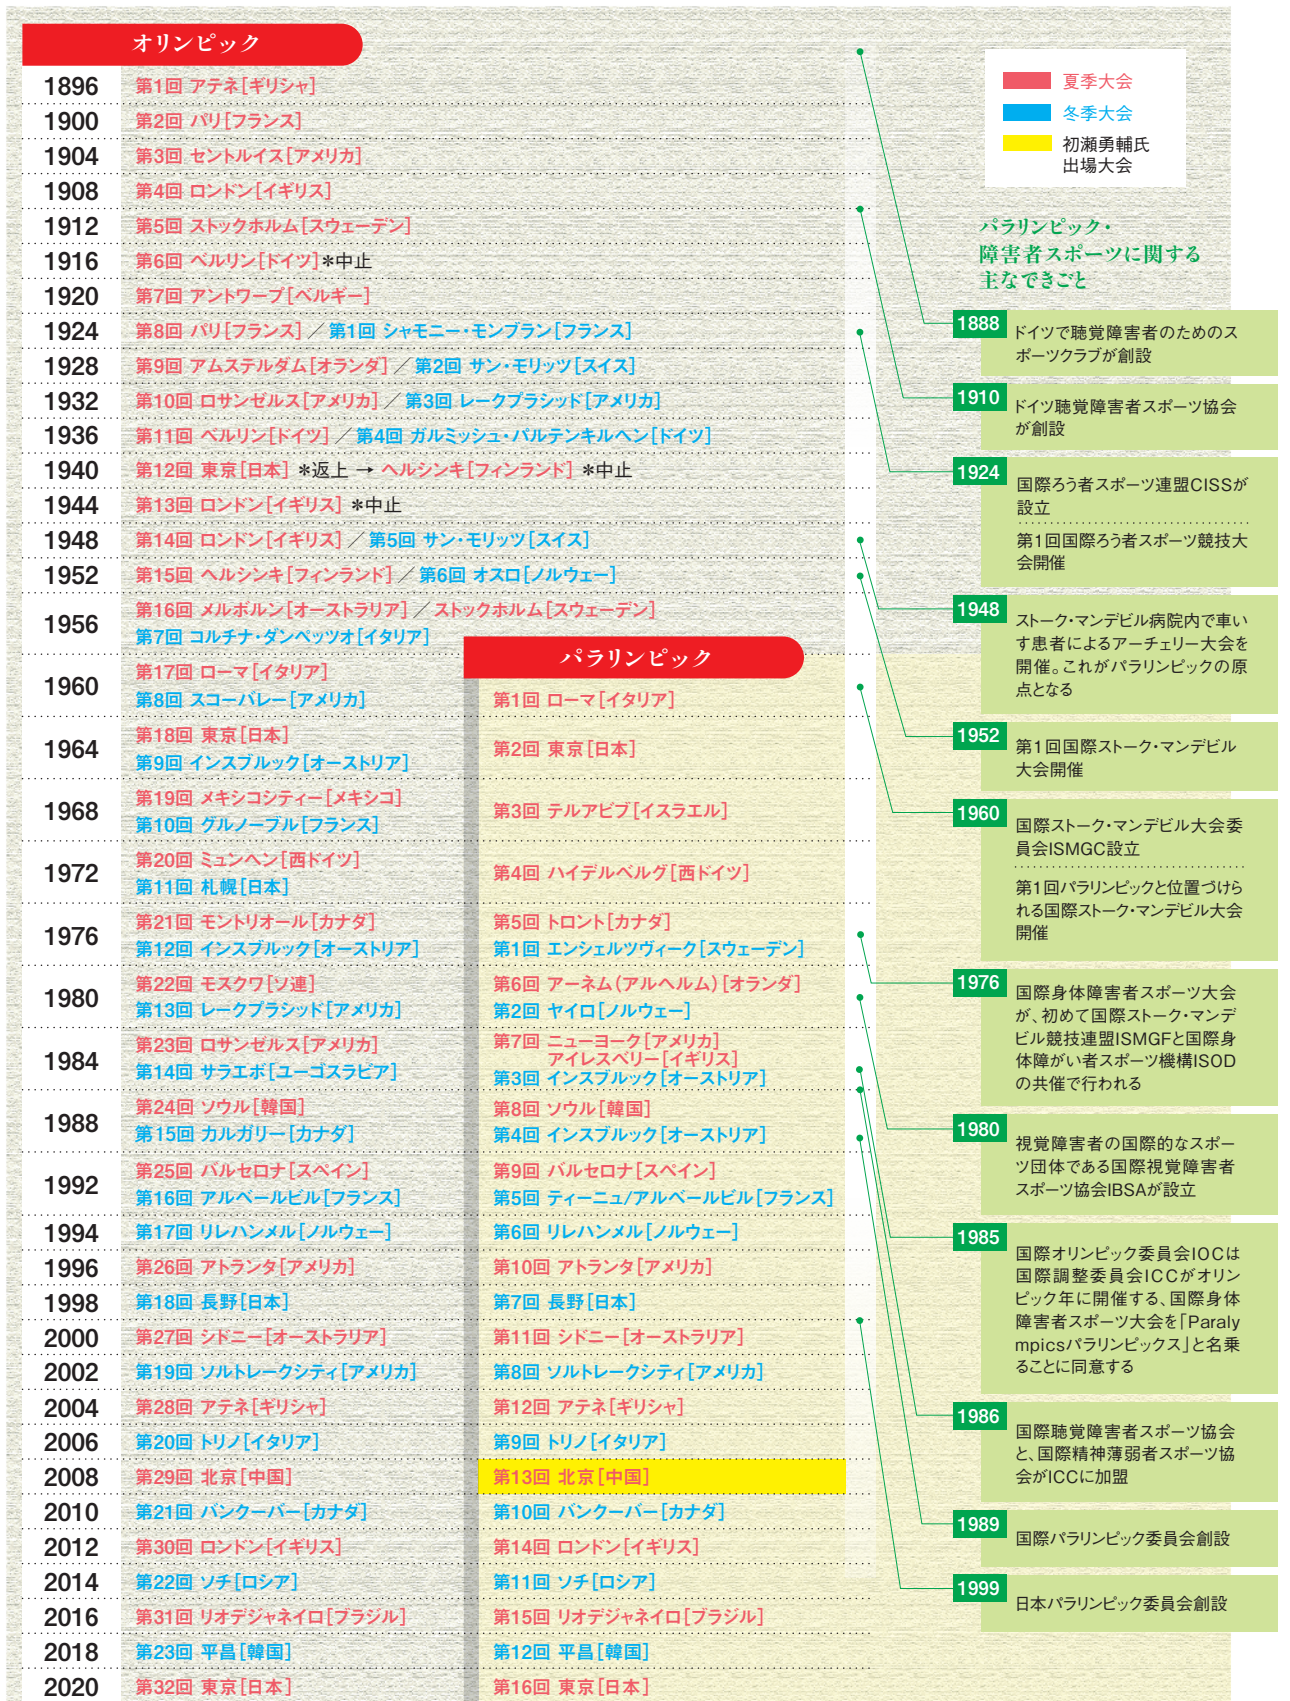 オリンピック
1896 第1回 アテネ[ギリシャ]
1900 第2回 パリ[フランス]
1904 第3回 セントルイス[アメリカ]
1908 第4回 ロンドン[イギリス]
1912 第5回 ストックホルム[スウェーデン]
1916 第6回 ベルリン[ドイツ]＊中止
1920 第7回 アントワープ[ベルギー]
1924 第8回 パリ[フランス]／第1回 シャモニー・モンブラン[フランス]
1928 第9回 アムステルダム[オランダ]／第2回 サン・モリッツ[スイス]
1932 第10回 ロサンゼルス[アメリカ]／第3回 レークプラシッド[アメリカ]
1936 第11回 ベルリン[ドイツ]／第4回 ガルミッシュ・パルテンキルヘン[ドイツ]
1940 第12回 東京[日本] ＊返上 → ヘルシンキ[フィンランド] ＊中止
1944 第13回 ロンドン[イギリス] ＊中止
1948 第14回 ロンドン[イギリス]／第5回 サン・モリッツ[スイス]
1952 第15回 ヘルシンキ[フィンランド]／第6回 オスロ[ノルウェー]
1956 第16回 メルボルン[オーストラリア]／ストックホルム[スウェーデン]
第7回 コルチナ・ダンペッツオ[イタリア]
パラリンピック
1960 第17回 ローマ[イタリア]
第8回 スコーバレー[アメリカ] 第1回 ローマ[イタリア]
1964 第18回 東京[日本] 第2回 東京[日本]
第9回 インスブルック[オーストリア]
1968 第19回 メキシコシティー[メキシコ] 第3回 テルアビブ[イスラエル]
第10回 グルノーブル[フランス]
1972 第20回 ミュンヘン[西ドイツ] 第4回 ハイデルベルグ[西ドイツ]
第11回 札幌[日本]
1976 第21回 モントリオール[カナダ] 第5回 トロント[カナダ]
第12回 インスブルック[オーストリア] 第1回 エンシェルツヴィーク[スウェーデン]
1980 第22回 モスクワ[ソ連] 第6回 アーネム(アルヘルム)[オランダ]
第13回 レークプラシッド[アメリカ] 第2回 ヤイロ[ノルウェー]
1984 第23回 ロサンゼルス[アメリカ] 第7回 ニューヨーク[アメリカ]
アイレスベリー[イギリス]
第14回 サラエボ[ユーゴスラビア] 第3回 インスブルック[オーストリア]
1988 第24回 ソウル[韓国] 第8回 ソウル[韓国]
第15回 カルガリー[カナダ] 第4回 インスブルック[オーストリア]
1992 第25回 バルセロナ[スペイン] 第9回 バルセロナ[スペイン]
第16回 アルベールビル[フランス] 第5回 ティーニュ/アルベールビル[フランス]
1994 第17回 リレハンメル[ノルウェー] 第6回 リレハンメル[ノルウェー]
1996 第26回 アトランタ[アメリカ] 第10回 アトランタ[アメリカ]
1998 第18回 長野[日本] 第7回 長野[日本]
2000 第27回 シドニー[オーストラリア] 第11回 シドニー[オーストラリア]
2002 第19回 ソルトレークシティ[アメリカ] 第8回 ソルトレークシティ[アメリカ]
2004 第28回 アテネ[ギリシャ] 第12回 アテネ[ギリシャ]
2006 第20回 トリノ[イタリア] 第9回 トリノ[イタリア]
2008 第29回 北京[中国] 第13回 北京[中国]
2010 第21回 バンクーバー[カナダ] 第10回 バンクーバー[カナダ]
2012 第30回 ロンドン[イギリス] 第14回 ロンドン[イギリス]
2014 第22回 ソチ[ロシア] 第11回 ソチ[ロシア]
2016 第31回 リオデジャネイロ[ブラジル] 第15回 リオデジャネイロ[ブラジル]
2018 第23回 平昌[韓国] 第12回 平昌[韓国]
2020 第32回 東京[日本] 第16回 東京[日本]
夏季大会
冬季大会
初瀬勇輔氏
出場大会
パラリンピック・
障害者スポーツに関する
主なできごと
1888
ドイツで聴覚障害者のためのス
ポーツクラブが創設
1910
ドイツ聴覚障害者スポーツ協会
が創設
1924
国際ろう者スポーツ連盟CISSが
設立
第1回国際ろう者スポーツ競技大
会開催
1948
ストーク・マンデビル病院内で車い
す患者によるアーチェリー大会を
開催。これがパラリンピックの原
点となる
1952
第1回国際ストーク・マンデビル
大会開催
1960
国際ストーク・マンデビル大会委
員会ISMGC設立
第1回パラリンピックと位置づけら
れる国際ストーク・マンデビル大会
開催
1976
国際身体障害者スポーツ大会
が、初めて国際ストーク・マンデ
ビル競技連盟ISMGFと国際身
体障がい者スポーツ機構ISOD
の共催で行われる
1980
視覚障害者の国際的なスポー
ツ団体である国際視覚障害者
スポーツ協会IBSAが設立
1985
国際オリンピック委員会IOCは
国際調整委員会ICCがオリン
ピック年に開催する、国際身体
障害者スポーツ大会を「Paraly
mpicsパラリンピックス」と名乗
ることに同意する
1986
国際聴覚障害者スポーツ協会
と、国際精神薄弱者スポーツ協
会がICCに加盟
1989
国際パラリンピック委員会創設
1999
日本パラリンピック委員会創設